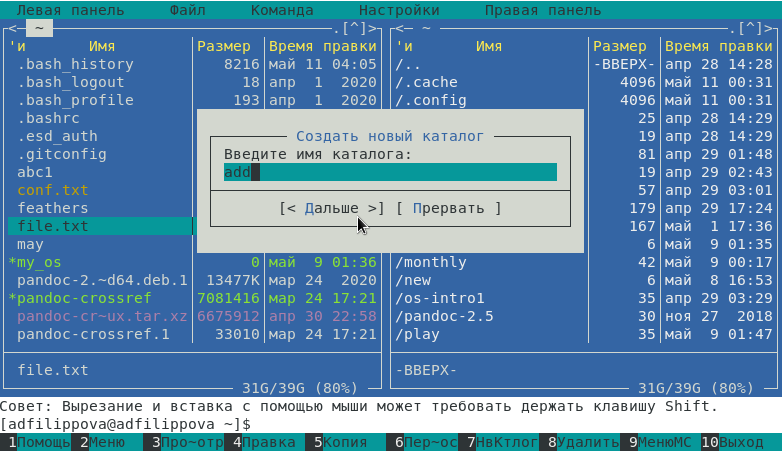 Левая панель Файл Команда Настройки Правая панель
<─ ~ .[^]> <─ ~ .[^]>
'и Имя Размер Время правки 'и Имя Размер Время правки
.bash_history 8216 май 11 04:05 /.. -ВВЕРХ- апр 28 14:28
.bash_logout 18 апр 1 2020 /.cache 4096 май 11 00:31
.bash_profile 193 апр 1 2020 /.config 4096 май 11 00:31
.bashrc 25 апр 28 14:29
.esd_auth Создать новый каталог 19 апр 28 14:29
.gitconfig Введите имя каталога: 81 апр 29 01:48
abc1 add 19 апр 29 02:43
conf.txt 57 апр 29 03:01
feathers [< Дальше >] [ Прервать ] 179 апр 29 17:24
file.txt 167 май 1 17:36
may 6 май 9 01:35
*my_os 0 май 9 01:36 /monthly 42 май 9 00:17
pandoc-2.~d64.deb.1 13477K мар 24 2020 /new 6 май 8 16:53
*pandoc-crossref 7081416 мар 24 17:21 /os-intro1 35 апр 29 03:29
pandoc-cr~ux.tar.xz 6675912 апр 30 22:58 /pandoc-2.5 30 ноя 27 2018
pandoc-crossref.1 33010 мар 24 17:21 /play 35 май 9 01:47
file.txt -ВВЕРХ-
31G/39G (80%) 31G/39G (80%)
Совет: Вырезание и вставка с помощью мыши может требовать держать клавишу Shift.
[adfilippova@adfilippova ~]$
1Помощь 2Меню 3Про~отр 4Правка 5Копия 6Пер~ос 7НвКтлог 8Удалить 9МенюМС 10Выход